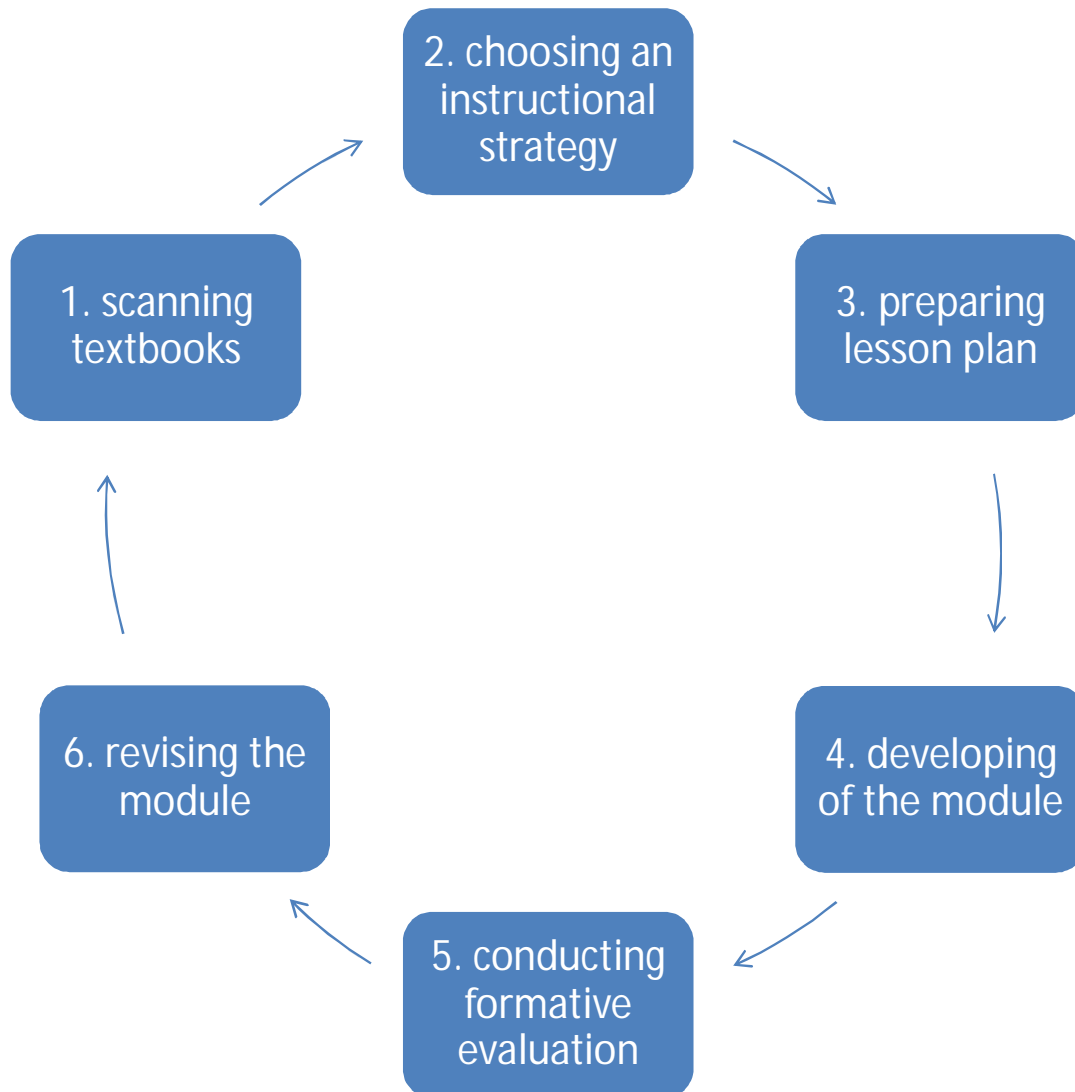 1. scanning
textbooks
2. choosing an
instructional
strategy
3. preparing
lesson plan
4. developing
of the module
5. conducting
formative
evaluation
6. revising the
module